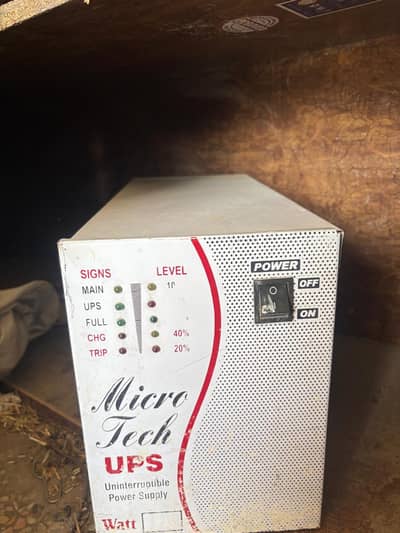 SIGNS LEVEL
MAIN 10
UPS
FULL
CHG 40%
TRIP 20%
POWER
OFF
ON
Micro
Tech
UPS
Uninterruptible
Power Supply
Watt